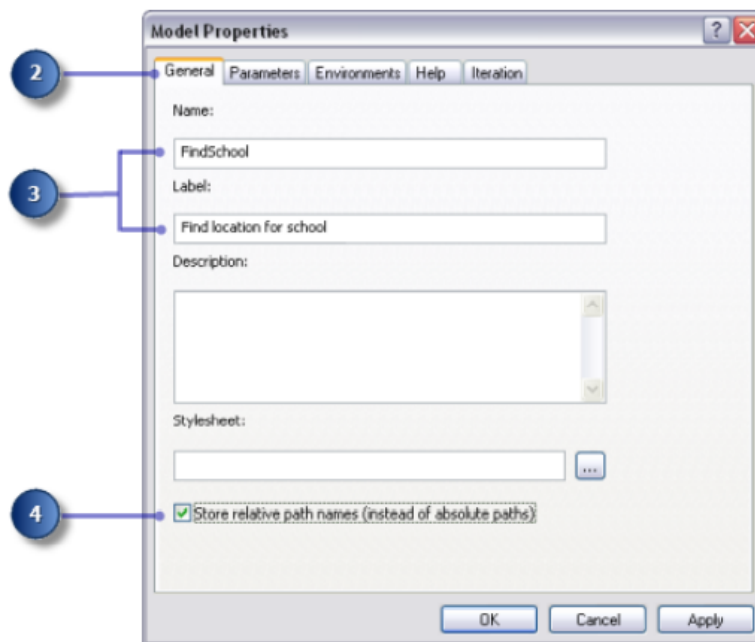 Model Properties
2
General Parameters Environments Help Iteration
Name:
FindSchool
3
Label:
Find location for school
Description:
Stylesheet:
...
4
Store relative path names (instead of absolute paths)
OK Cancel Apply